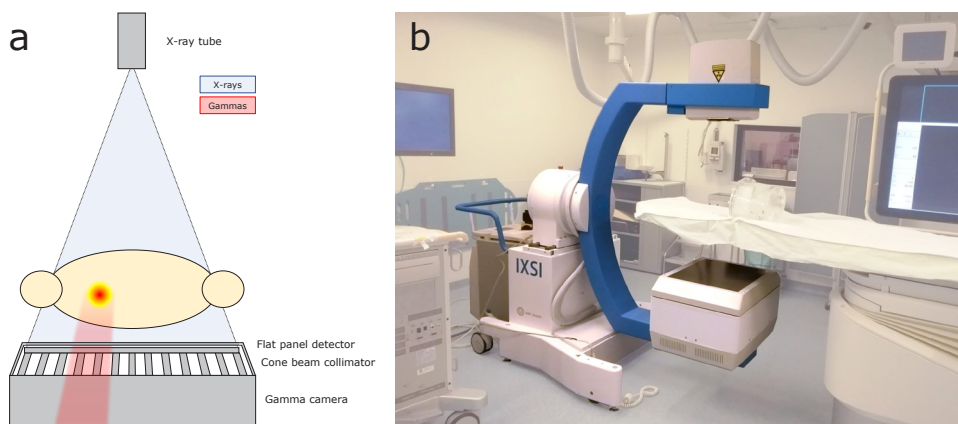 a
X-ray tube
X-rays
Gammas
Flat panel detector
Cone beam collimator
Gamma camera
b
IXSI